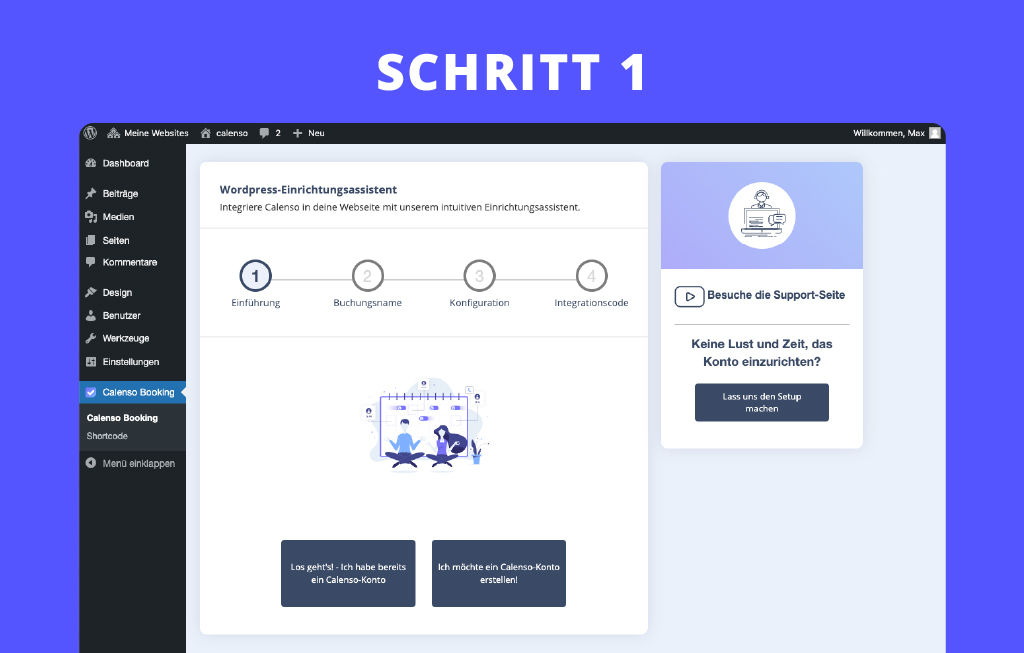 SCHRITT 1
Meine Websites
calenso
2
Neu
Willkommen, Max
Dashboard
Beiträge
Medien
Seiten
Kommentare
Design
Benutzer
Werkzeuge
Einstellungen
Calenso Booking
Calenso Booking
Shortcode
Menü einklappen
Wordpress-Einrichtungsassistent
Integriere Calenso in deine Webseite mit unserem intuitiven Einrichtungsassistent.
1
2
3
4
Einführung
Buchungsname
Konfiguration
Integrationscode
Los geht's! - Ich habe bereits
ein Calenso-Konto
Ich möchte ein Calenso-Konto
erstellen!
Besuche die Support-Seite
Keine Lust und Zeit, das
Konto einzurichten?
Lass uns den Setup
machen